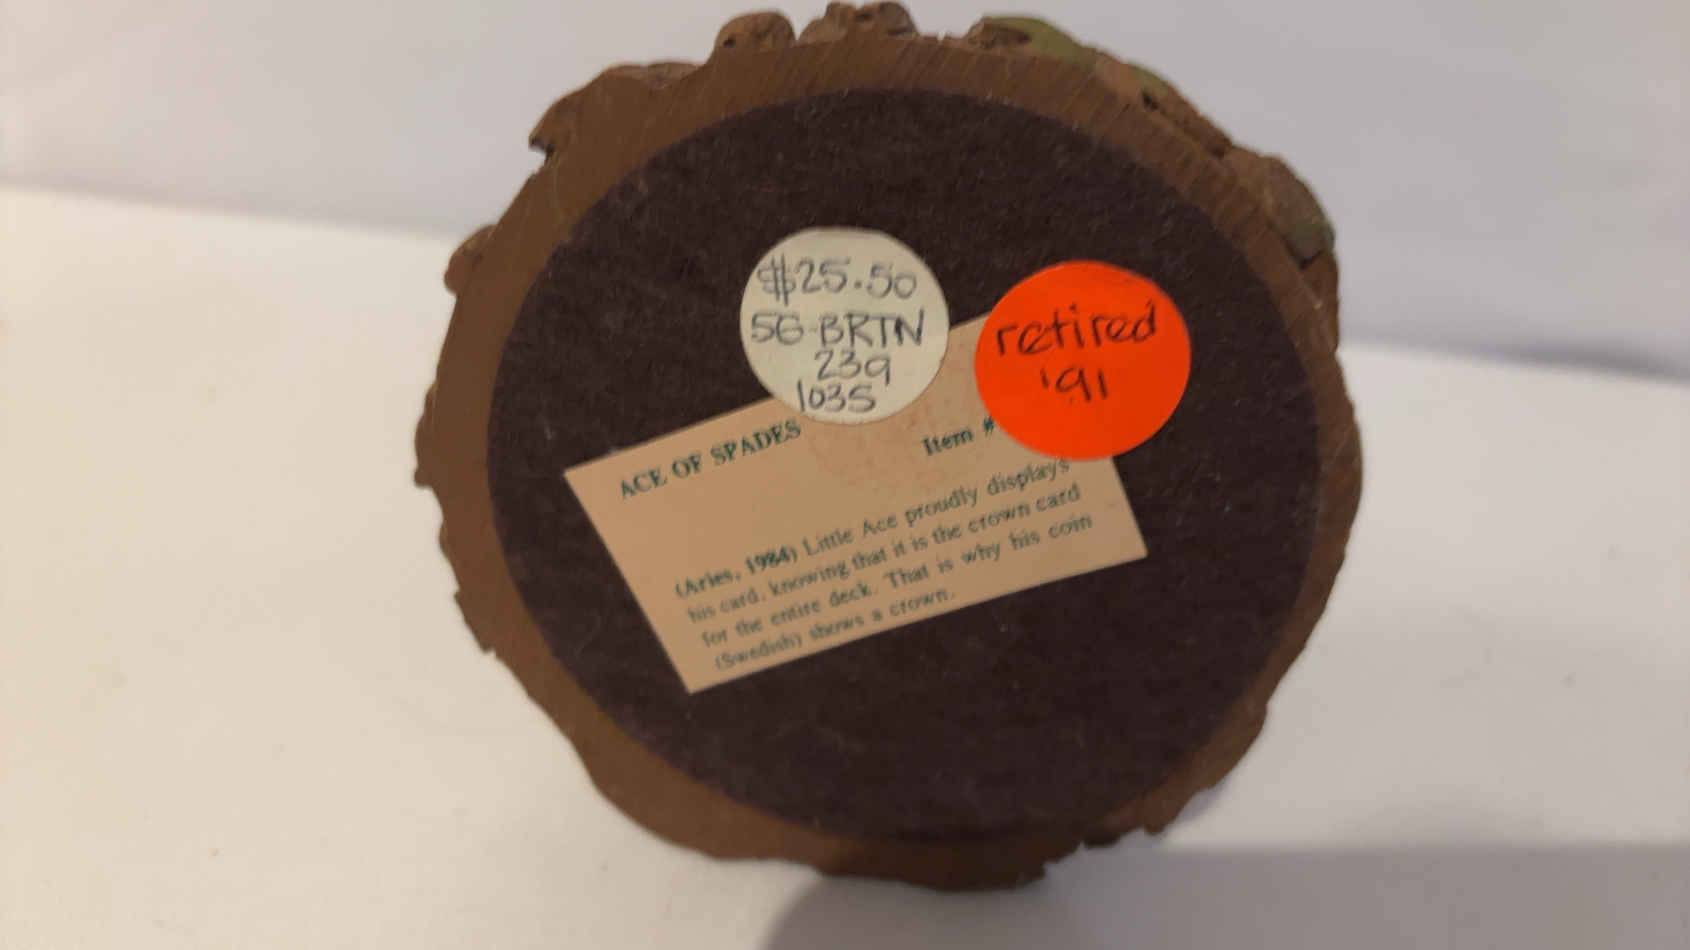 $25.50
5G-BRTN
239
1035
retired
'91
ACE OF SPADES
Item #
(Aries, 1984) Little Ace proudly displays
his card, knowing that it is the crown card
for the entire deck. That is why his coin
(Swedish) shows a crown.